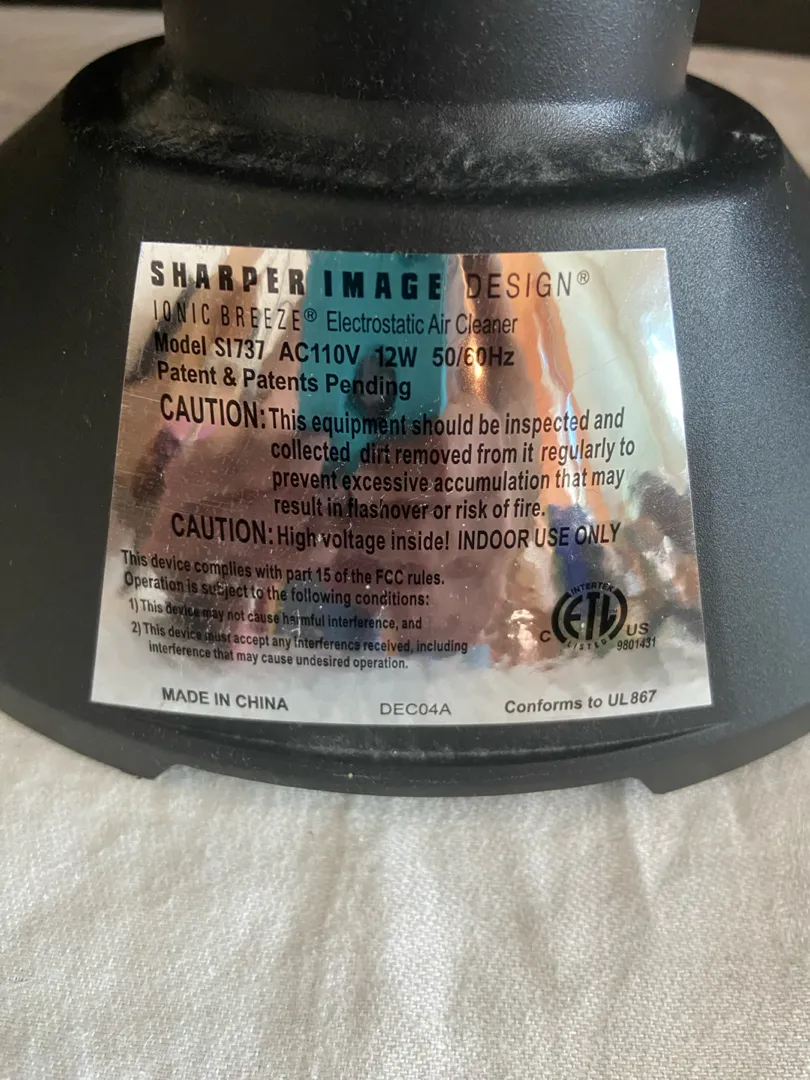 SHARPER IMAGE DESIGN®
IONIC BREEZE® Electrostatic Air Cleaner
Model SI737 AC110V 12W 50/60Hz
Patent & Patents Pending
CAUTION: This equipment should be inspected and
collected dirt removed from it regularly to
prevent excessive accumulation that may
result in flashover or risk of fire.
CAUTION: High voltage inside! INDOOR USE ONLY
This device complies with part 15 of the FCC rules.
Operation is subject to the following conditions:
1) This device may not cause harmful interference, and
2) This device must accept any interference received, including
interference that may cause undesired operation.
INTERTEK
C ETL US
LISTED 9801431
MADE IN CHINA DEC04A Conforms to UL867